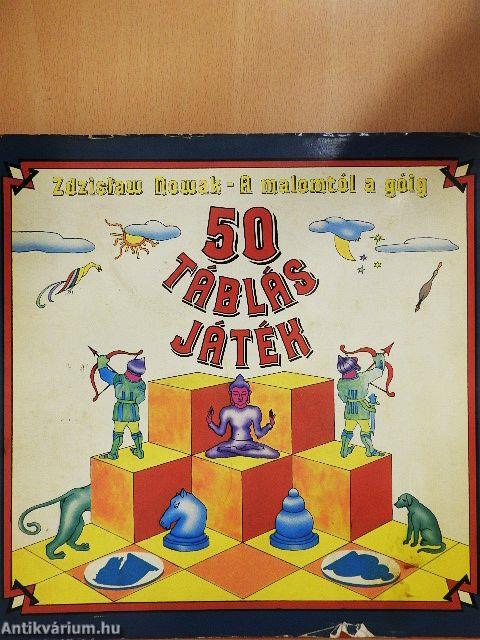 Zdzisław Nowak - A malomtól a góig
50
TÁBLÁS
JÁTÉK
Antikvárium.hu